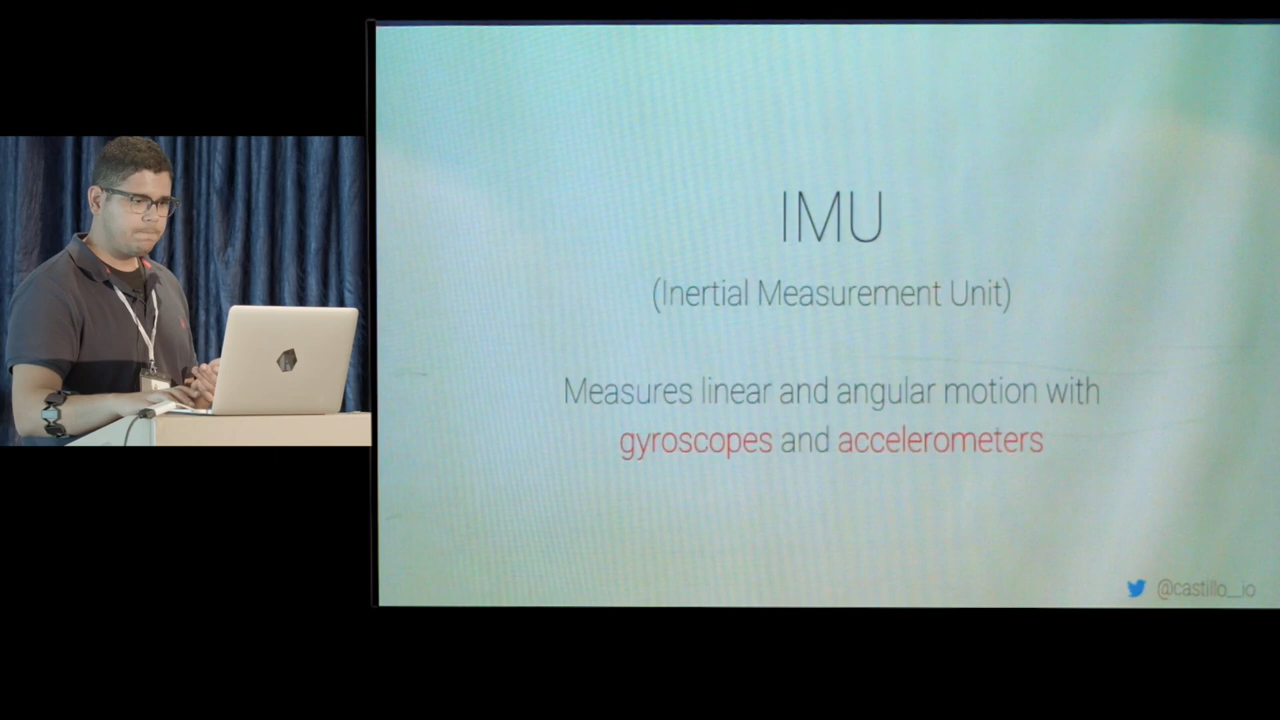 IMU
(Inertial Measurement Unit)
Measures linear and angular motion with
gyroscopes and accelerometers
@castillo__io